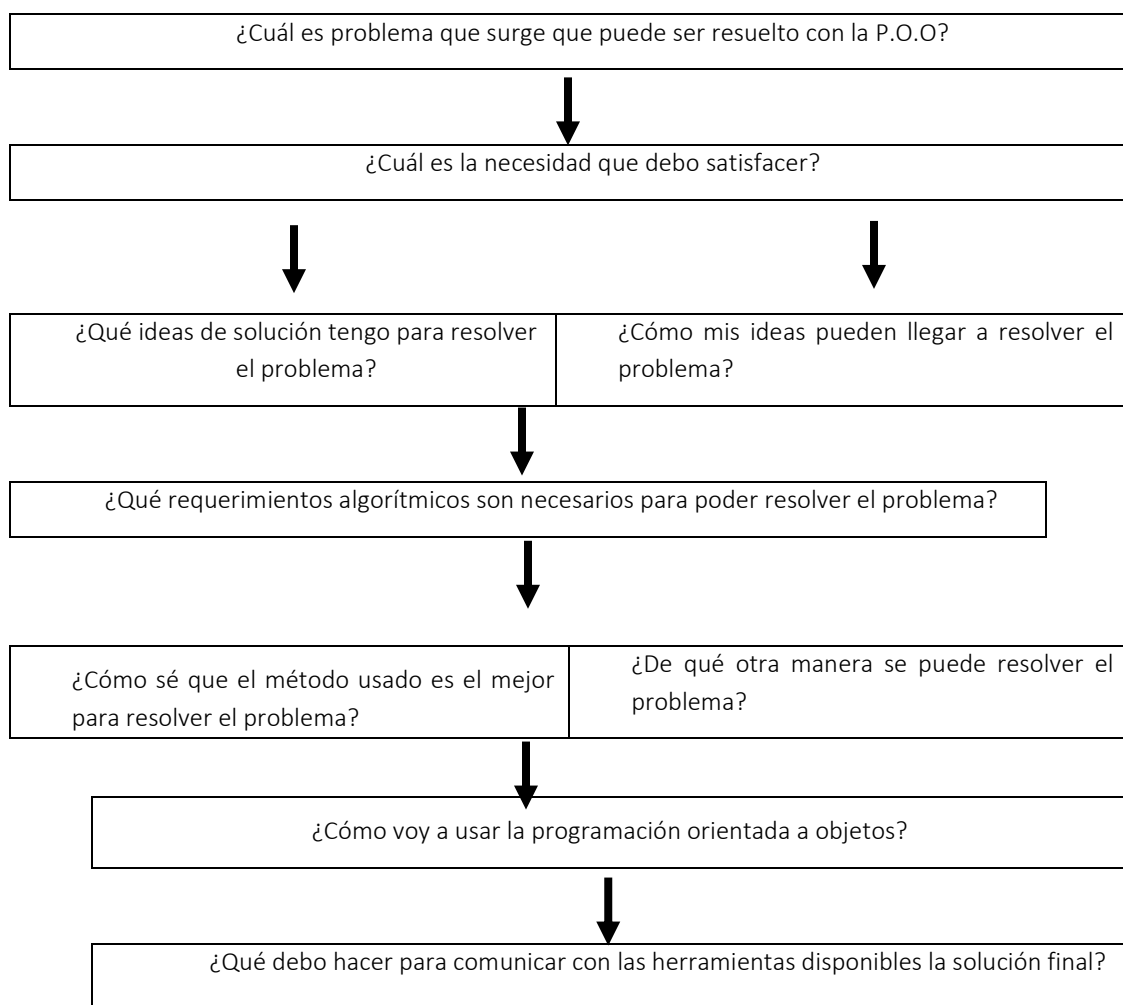 ¿Cuál es problema que surge que puede ser resuelto con la P.O.O?
¿Cuál es la necesidad que debo satisfacer?
¿Qué ideas de solución tengo para resolver
el problema?
¿Cómo mis ideas pueden llegar a resolver el
problema?
¿Qué requerimientos algorítmicos son necesarios para poder resolver el problema?
¿Cómo sé que el método usado es el mejor
para resolver el problema?
¿De qué otra manera se puede resolver el
problema?
¿Cómo voy a usar la programación orientada a objetos?
¿Qué debo hacer para comunicar con las herramientas disponibles la solución final?